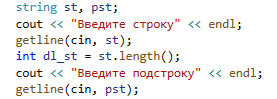 string st, pst;
cout << "Введите строку" << endl;
getline(cin, st);
int dl_st = st.length();
cout << "Введите подстроку" << endl;
getline(cin, pst);